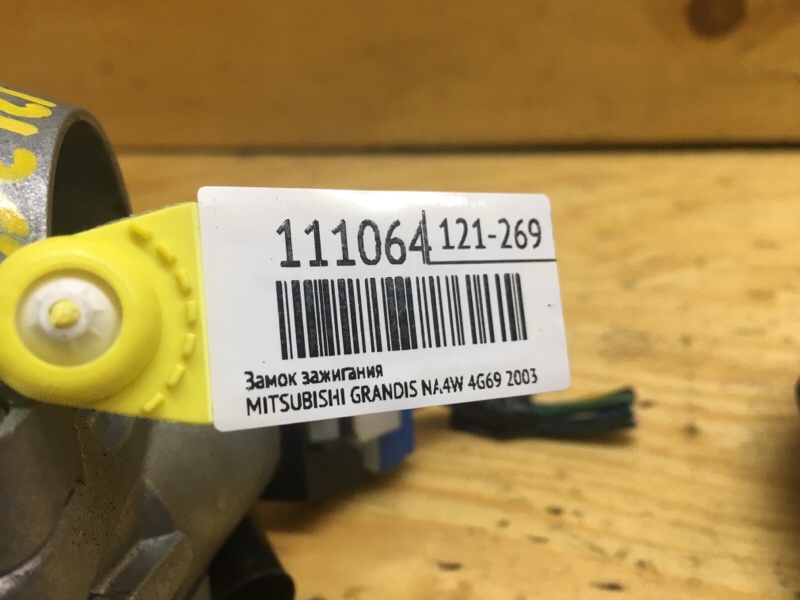 111064 121-269
Замок зажигания
MITSUBISHI GRANDIS NA4W 4G69 2003